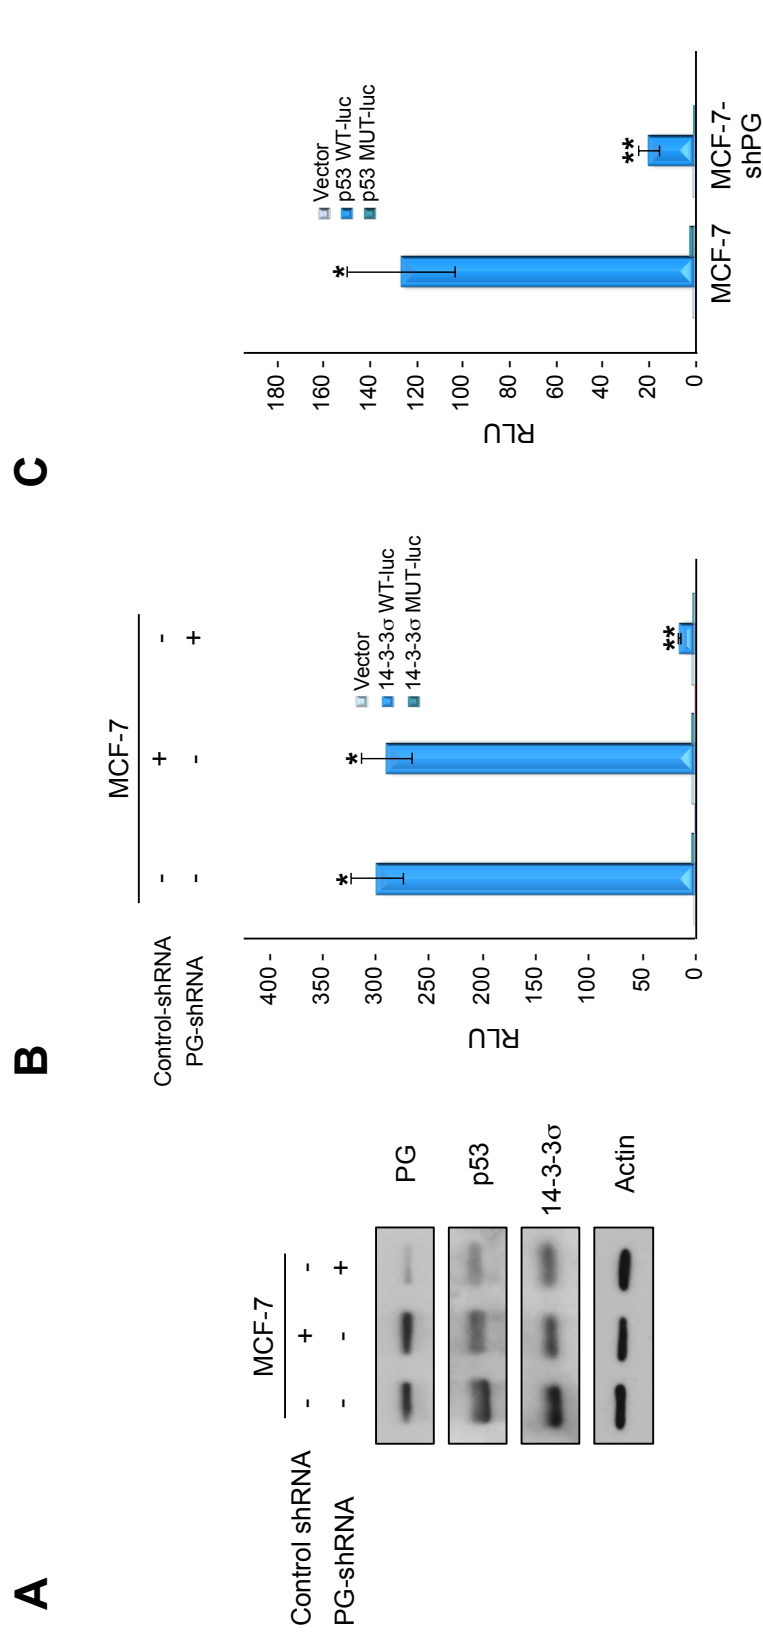 A
MCF-7
Control shRNA - + -
PG-shRNA - - +
PG
p53
14-3-3σ
Actin
B
MCF-7
Control-shRNA - + -
PG-shRNA - - +
RLU
400
350
300
250
200
150
100
50
0
* * **
Vector
14-3-3σ WT-luc
14-3-3σ MUT-luc
C
RLU
180
160
140
120
100
80
60
40
20
0
* **
Vector
p53 WT-luc
p53 MUT-luc
MCF-7
MCF-7-
shPG